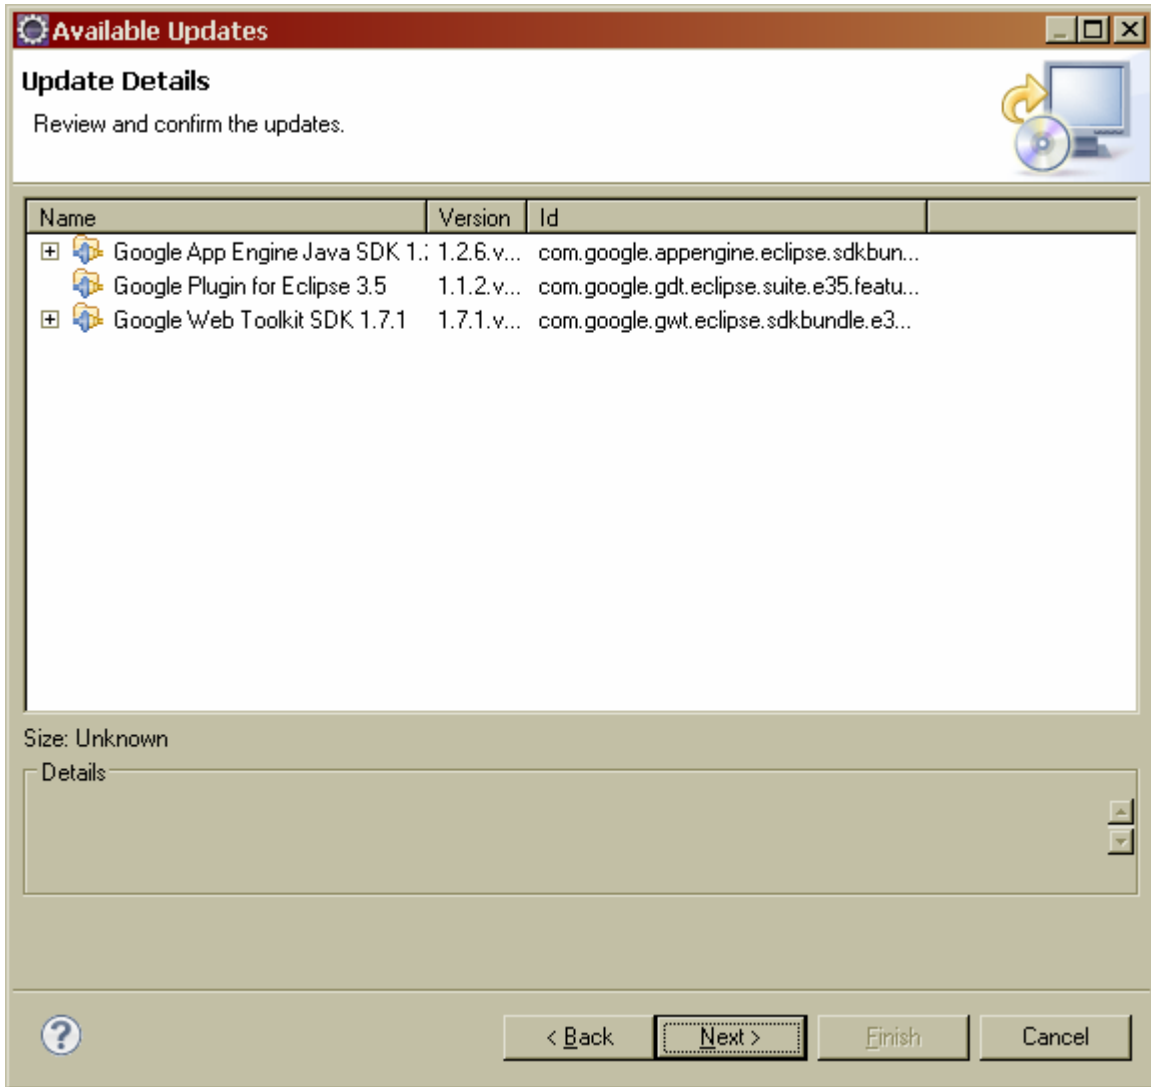 Available Updates
Update Details
Review and confirm the updates.
Name Version Id
Google App Engine Java SDK 1.: 1.2.6.v... com.google.appengine.eclipse.sdkbun...
Google Plugin for Eclipse 3.5 1.1.2.v... com.google.gdt.eclipse.suite.e35.featu...
Google Web Toolkit SDK 1.7.1 1.7.1.v... com.google.gwt.eclipse.sdkbundle.e3...
Size: Unknown
Details
< Back Next > Finish Cancel